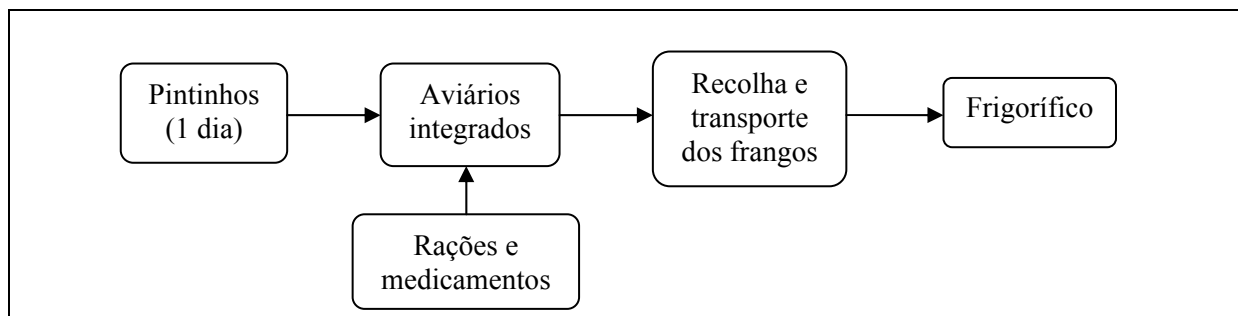 Pintinhos
(1 dia)
Aviários
integrados
Recolha e
transporte
dos frangos
Frigorífico
Rações e
medicamentos